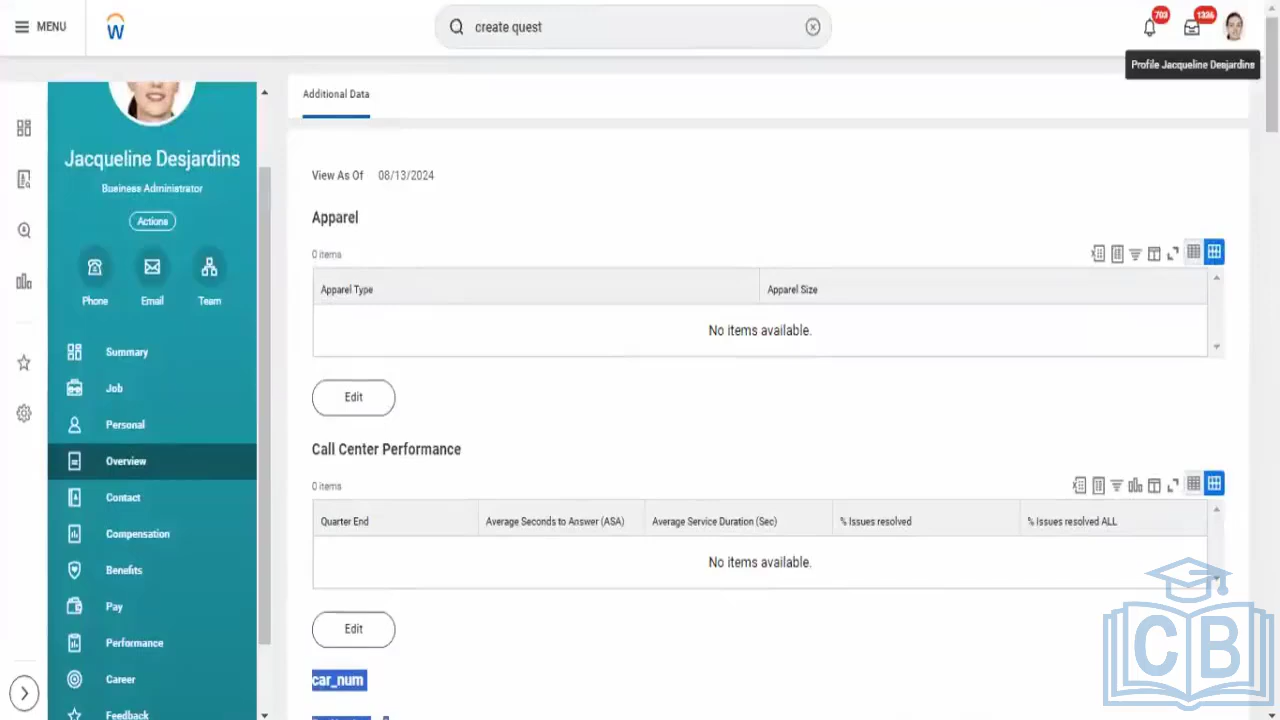 MENU
create quest
703
1336
Profile Jacqueline Desjardins
Additional Data
Jacqueline Desjardins
Business Administrator
Actions
Phone
Email
Team
Summary
Job
Personal
Overview
Contact
Compensation
Benefits
Pay
Performance
Career
Feedback
View As Of 08/13/2024
Apparel
0 items
Apparel Type Apparel Size
No items available.
Edit
Call Center Performance
0 items
Quarter End Average Seconds to Answer (ASA) Average Service Duration (Sec) % Issues resolved % Issues resolved ALL
No items available.
Edit
car_num
CB